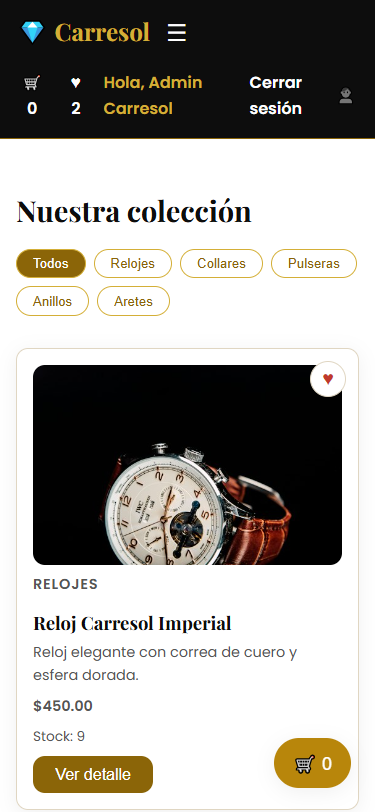 Carresol
0
2
Hola, Admin
Carresol
Cerrar
sesión
Nuestra colección
Todos
Relojes
Collares
Pulseras
Anillos
Aretes
IWC
RELOJES
Reloj Carresol Imperial
Reloj elegante con correa de cuero y
esfera dorada.
$450.00
Stock: 9
Ver detalle
0